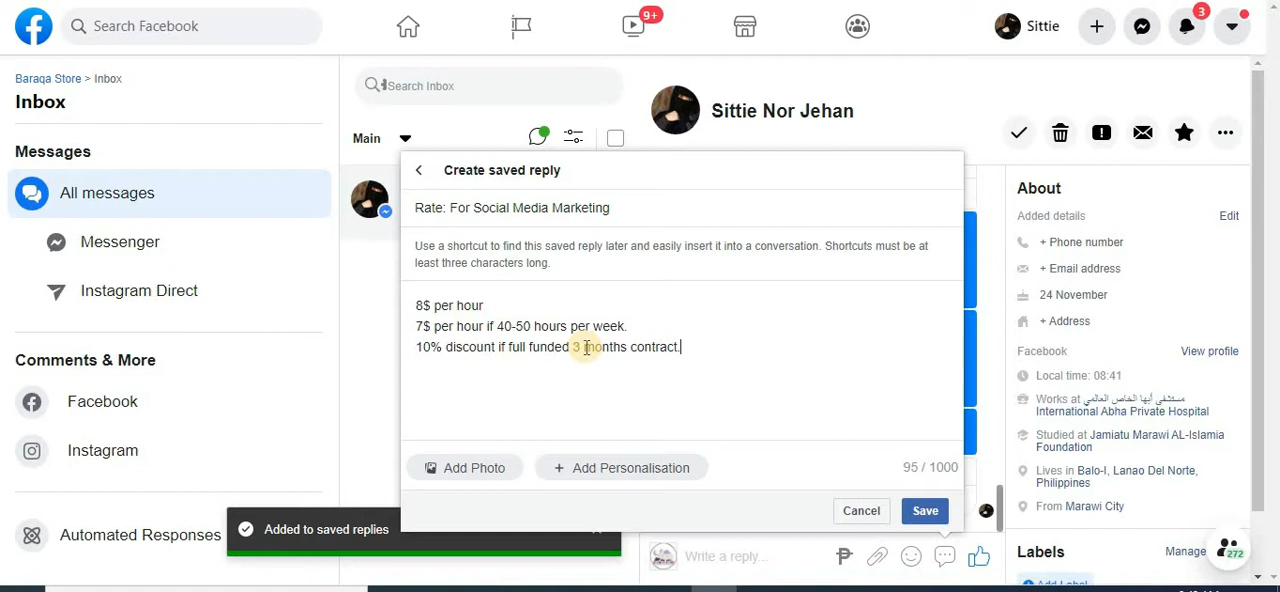 Search Facebook
9+
Sittie
3
Baraqa Store > Inbox
Inbox
Messages
All messages
Messenger
Instagram Direct
Comments & More
Facebook
Instagram
Automated Responses
Search Inbox
Main
Sittie Nor Jehan
Create saved reply
Rate: For Social Media Marketing
Use a shortcut to find this saved reply later and easily insert it into a conversation. Shortcuts must be at
least three characters long.
8$ per hour
7$ per hour if 40-50 hours per week.
10% discount if full funded 3 months contract.
Add Photo
+ Add Personalisation
95 / 1000
Cancel
Save
Added to saved replies
Write a reply...
About
Added details
Edit
+ Phone number
+ Email address
24 November
+ Address
Facebook
View profile
Local time: 08:41
Works at مستشفى أبها الخاص العالمي
International Abha Private Hospital
Studied at Jamiatu Marawi AL-Islamia
Foundation
Lives in Balo-I, Lanao Del Norte,
Philippines
From Marawi City
Labels
Manage
272
Add Label